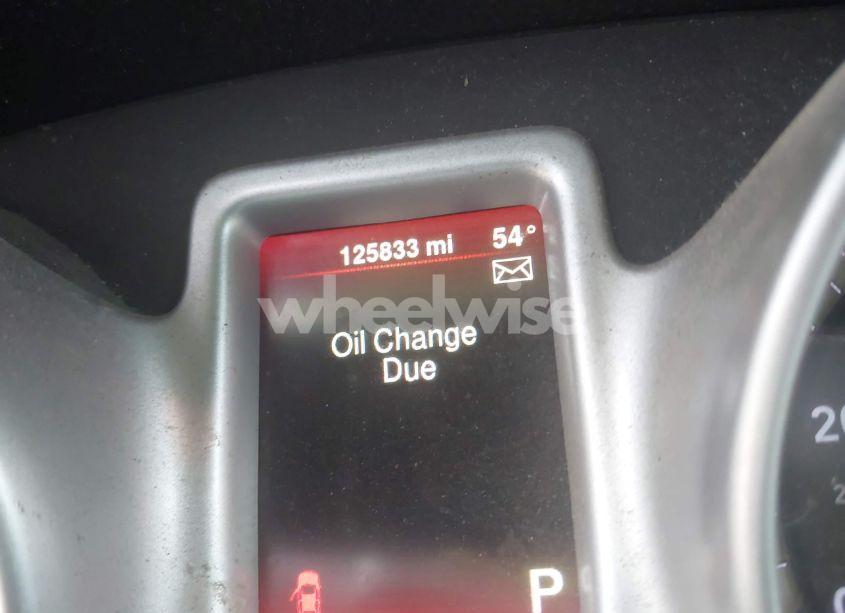 125833 mi 54°
wheelwise
Oil Change
Due
P